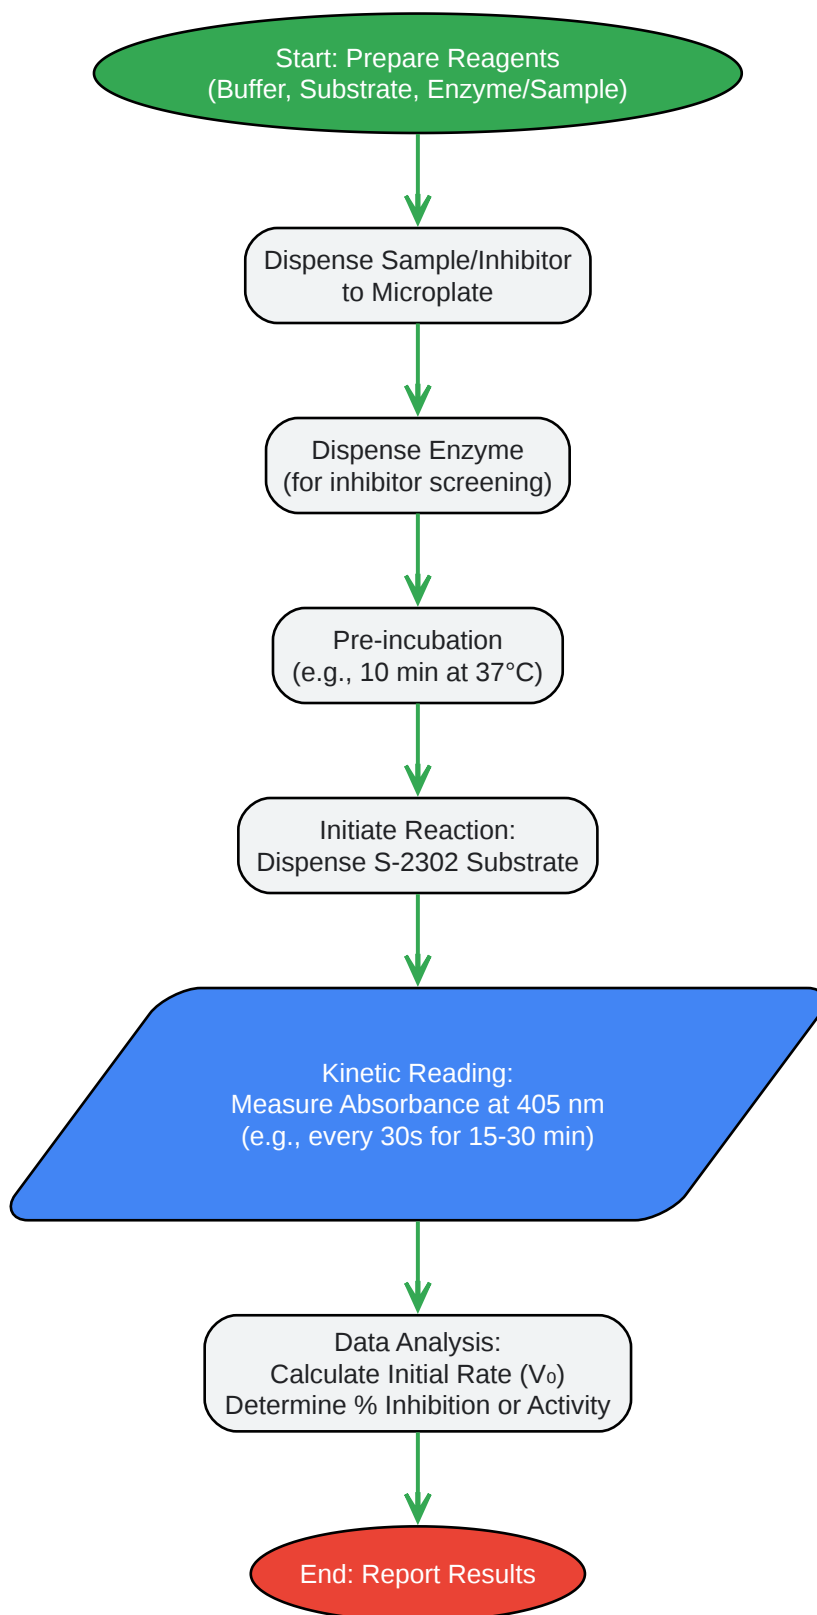 Start: Prepare Reagents
(Buffer, Substrate, Enzyme/Sample)
Dispense Sample/Inhibitor
to Microplate
Dispense Enzyme
(for inhibitor screening)
Pre-incubation
(e.g., 10 min at 37°C)
Initiate Reaction:
Dispense S-2302 Substrate
Kinetic Reading:
Measure Absorbance at 405 nm
(e.g., every 30s for 15-30 min)
Data Analysis:
Calculate Initial Rate (V₀)
Determine % Inhibition or Activity
End: Report Results